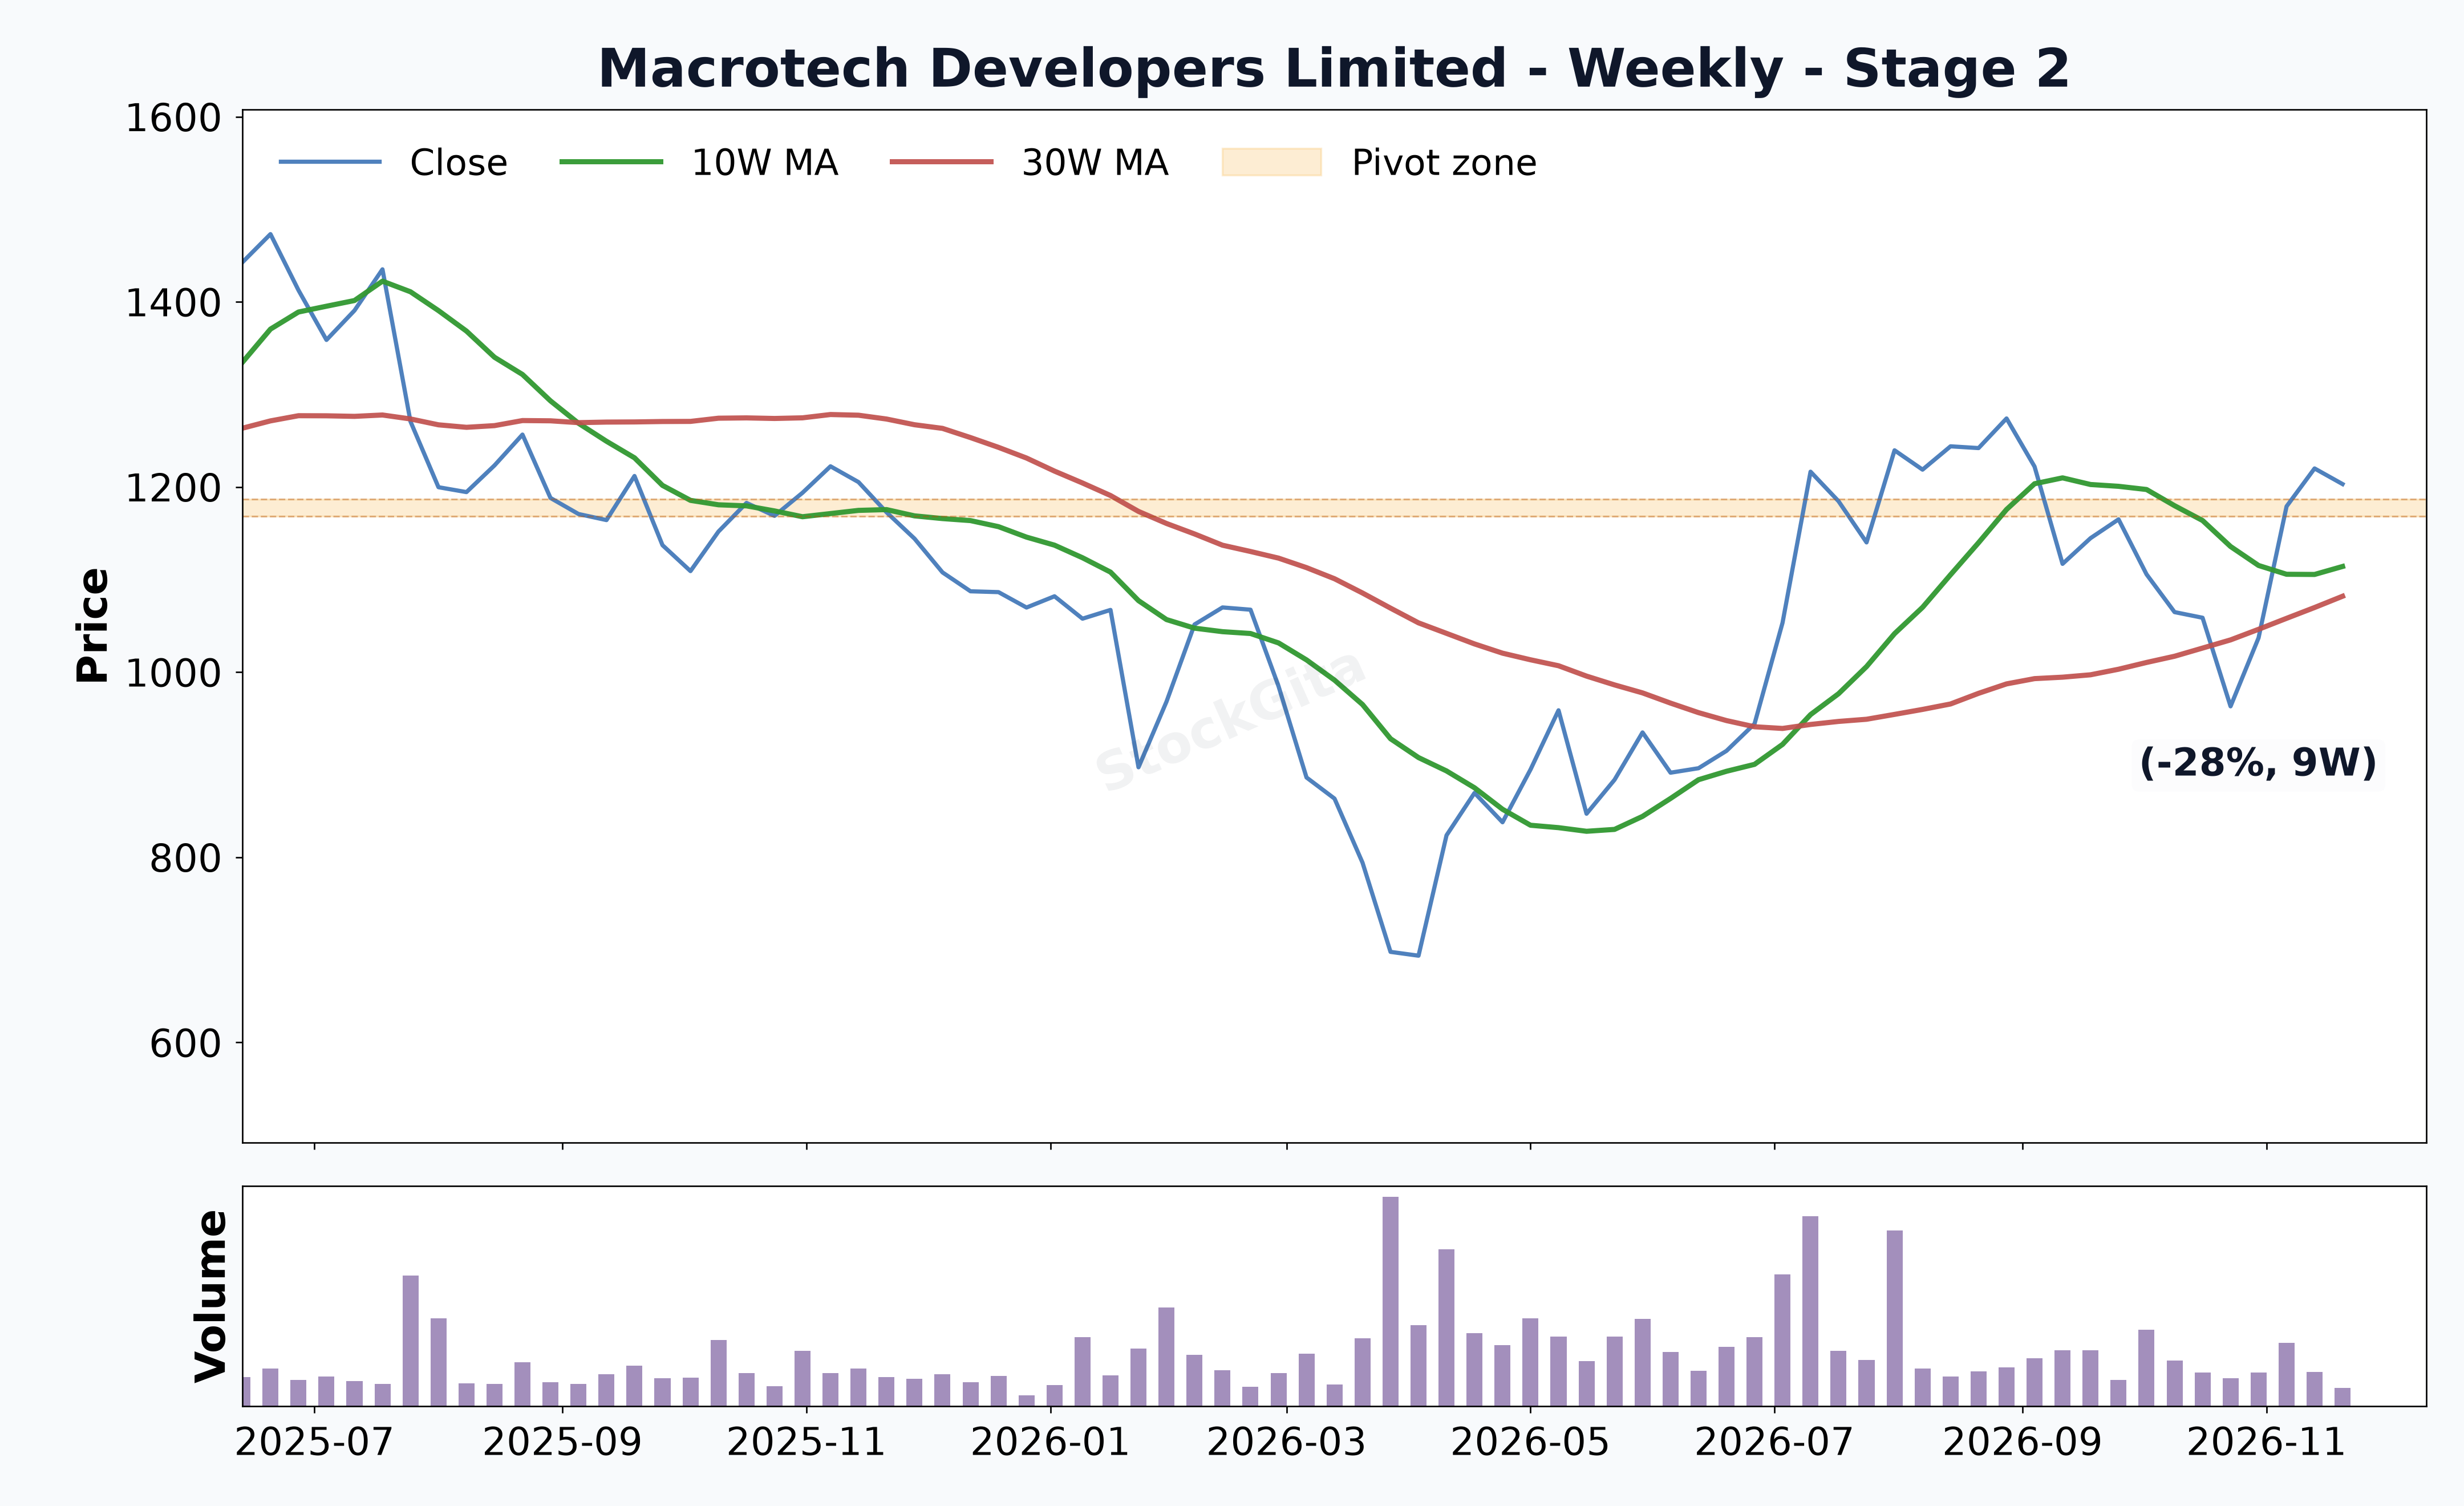 Macrotech Developers Limited - Weekly - Stage 2
Close 10W MA 30W MA Pivot zone
Price
1600
1400
1200
1000
800
600
StockGita
(-28%, 9W)
Volume
2025-07 2025-09 2025-11 2026-01 2026-03 2026-05 2026-07 2026-09 2026-11